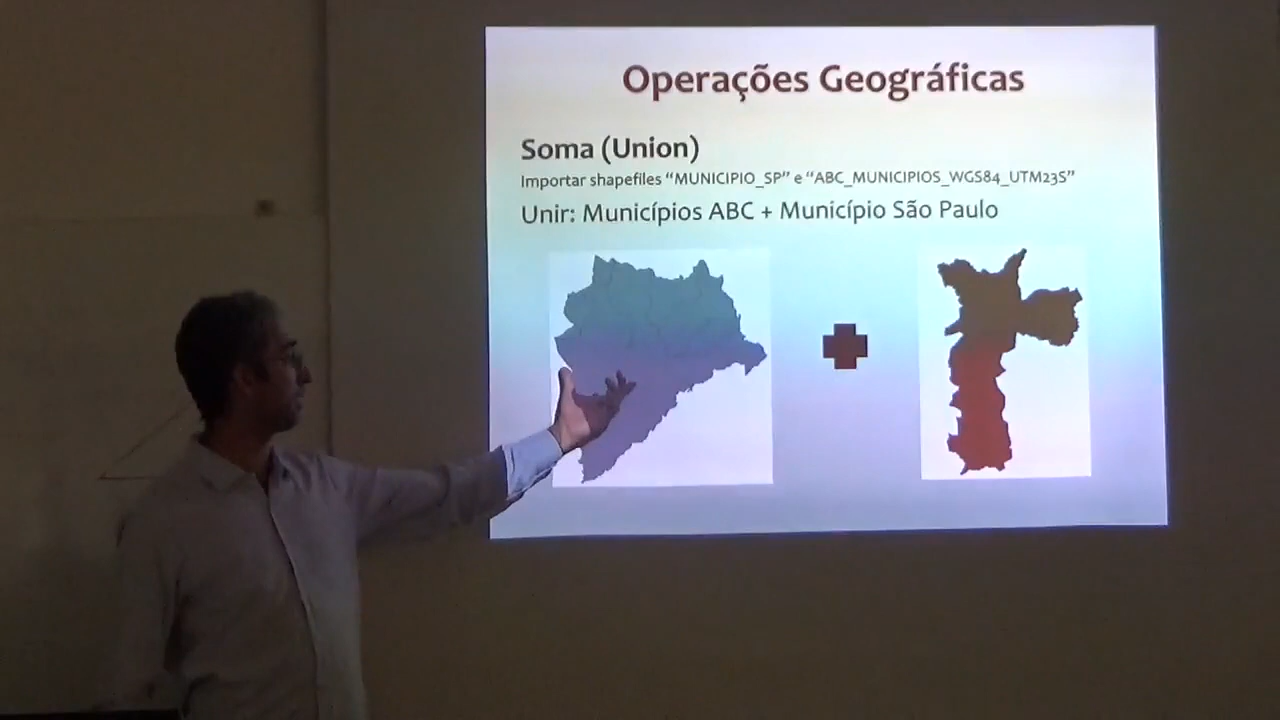 Operações Geográficas
Soma (Union)
Importar shapefiles “MUNICIPIO_SP” e “ABC_MUNICIPIOS_WGS84_UTM23S”
Unir: Municípios ABC + Município São Paulo